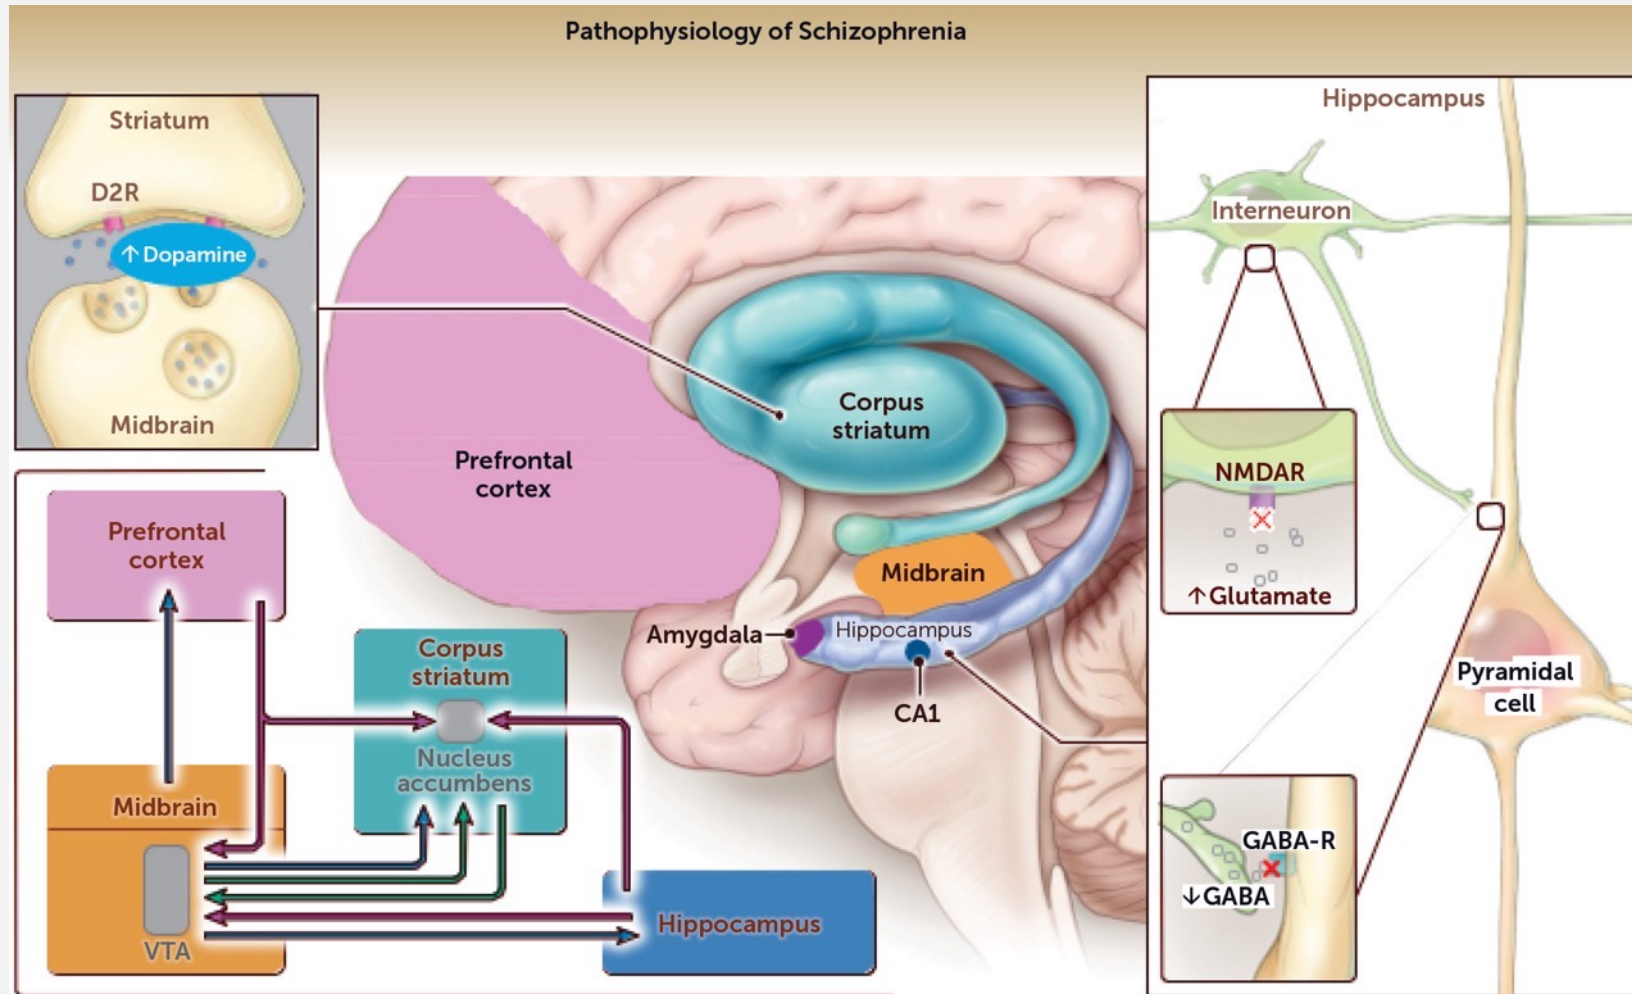 Pathophysiology of Schizophrenia
Striatum
D2R
↑ Dopamine
Midbrain
Prefrontal
cortex
Corpus
striatum
Nucleus
accumbens
Midbrain
VTA
Hippocampus
Prefrontal
cortex
Corpus
striatum
Midbrain
Amygdala
Hippocampus
CA1
Hippocampus
Interneuron
NMDAR
↑ Glutamate
Pyramidal
cell
GABA-R
↓ GABA